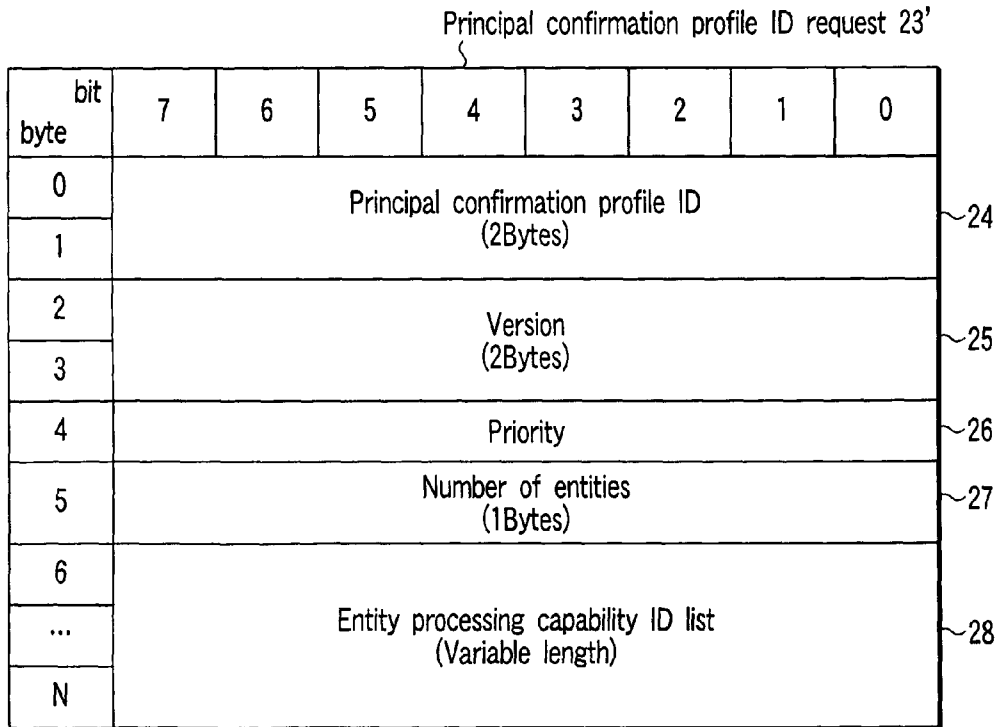 Principal confirmation profile ID request 23'
bit
byte
7 6 5 4 3 2 1 0
0
1
Principal confirmation profile ID
(2Bytes)
24
2
3
Version
(2Bytes)
25
4
Priority
26
5
Number of entities
(1Bytes)
27
6
...
N
Entity processing capability ID list
(Variable length)
28